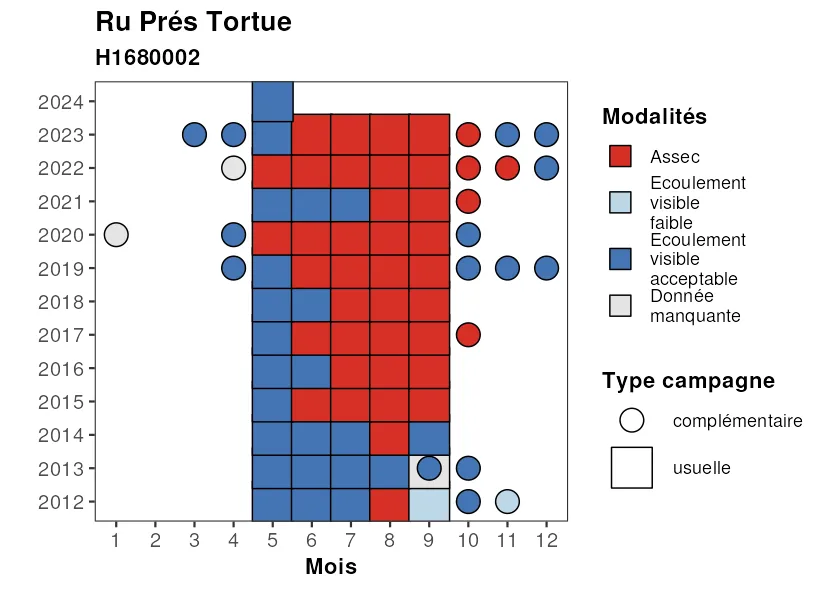 Ru Prés Tortue
H1680002
2024
2023
2022
2021
2020
2019
2018
2017
2016
2015
2014
2013
2012
1 2 3 4 5 6 7 8 9 10 11 12
Mois
Modalités
Assec
Ecoulement
visible
faible
Ecoulement
visible
acceptable
Donnée
manquante
Type campagne
complémentaire
usuelle